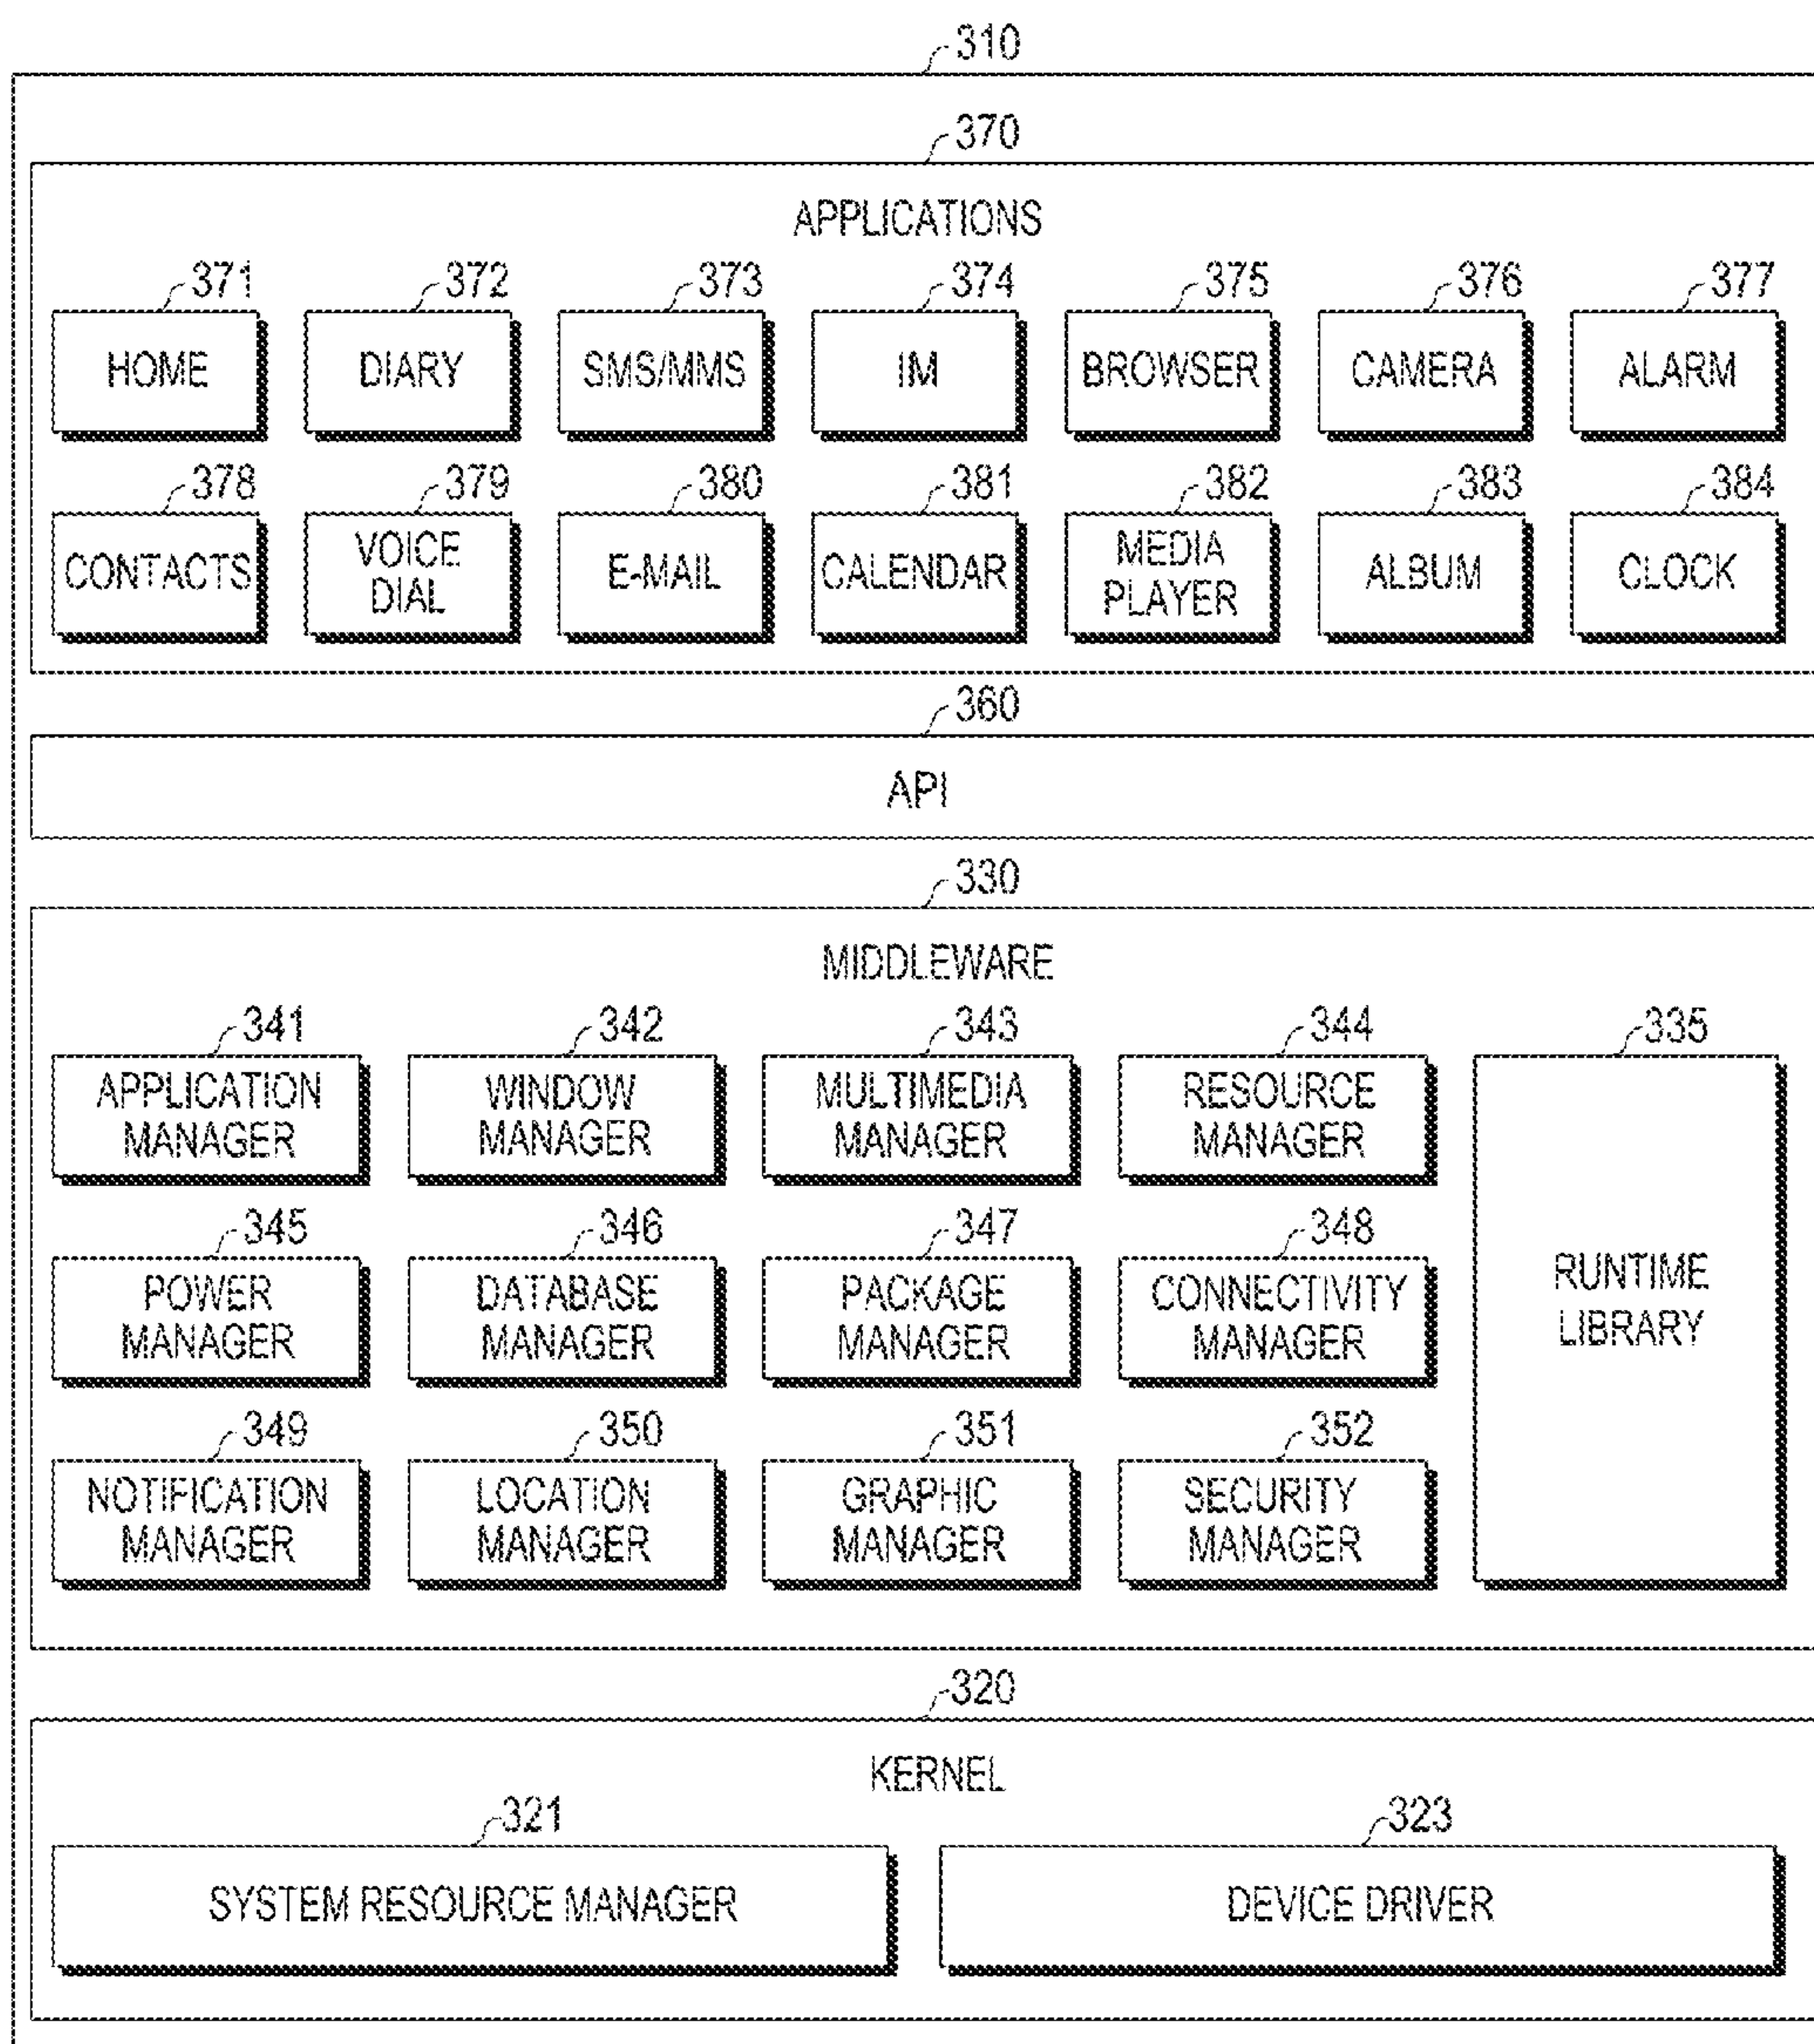 310
370
APPLICATIONS
371 372 373 374 375 376 377
HOME DIARY SMS/MMS IM BROWSER CAMERA ALARM
378 379 380 381 382 383 384
CONTACTS
VOICE
DIAL
E-MAIL
CALENDAR
MEDIA
PLAYER
ALBUM
CLOCK
360
API
330
MIDDLEWARE
341 342 343 344 335
APPLICATION
MANAGER
WINDOW
MANAGER
MULTIMEDIA
MANAGER
RESOURCE
MANAGER
RUNTIME
LIBRARY
345 346 347 348
POWER
MANAGER
DATABASE
MANAGER
PACKAGE
MANAGER
CONNECTIVITY
MANAGER
349 350 351 352
NOTIFICATION
MANAGER
LOCATION
MANAGER
GRAPHIC
MANAGER
SECURITY
MANAGER
320
KERNEL
321 323
SYSTEM RESOURCE MANAGER
DEVICE DRIVER